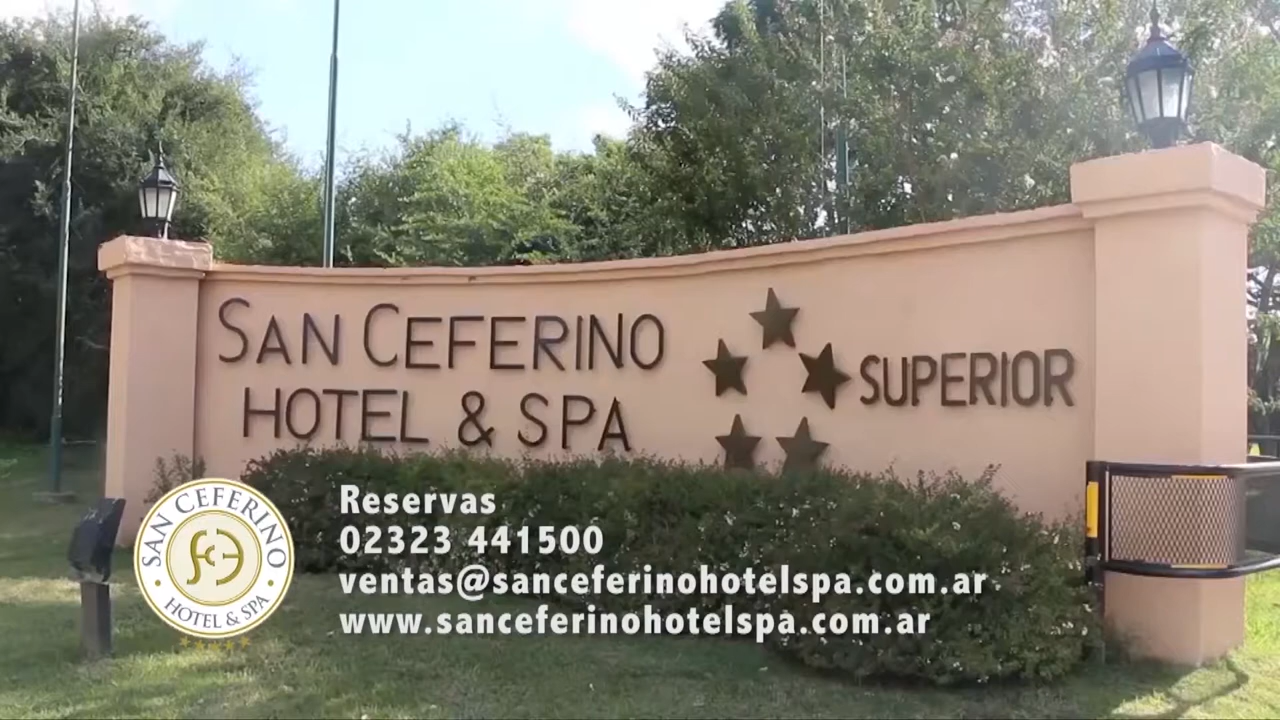 SAN CEFERINO
HOTEL & SPA
SUPERIOR
SAN CEFERINO
HOTEL & SPA
Reservas
02323 441500
ventas@sanceferinohotelspa.com.ar
www.sanceferinohotelspa.com.ar